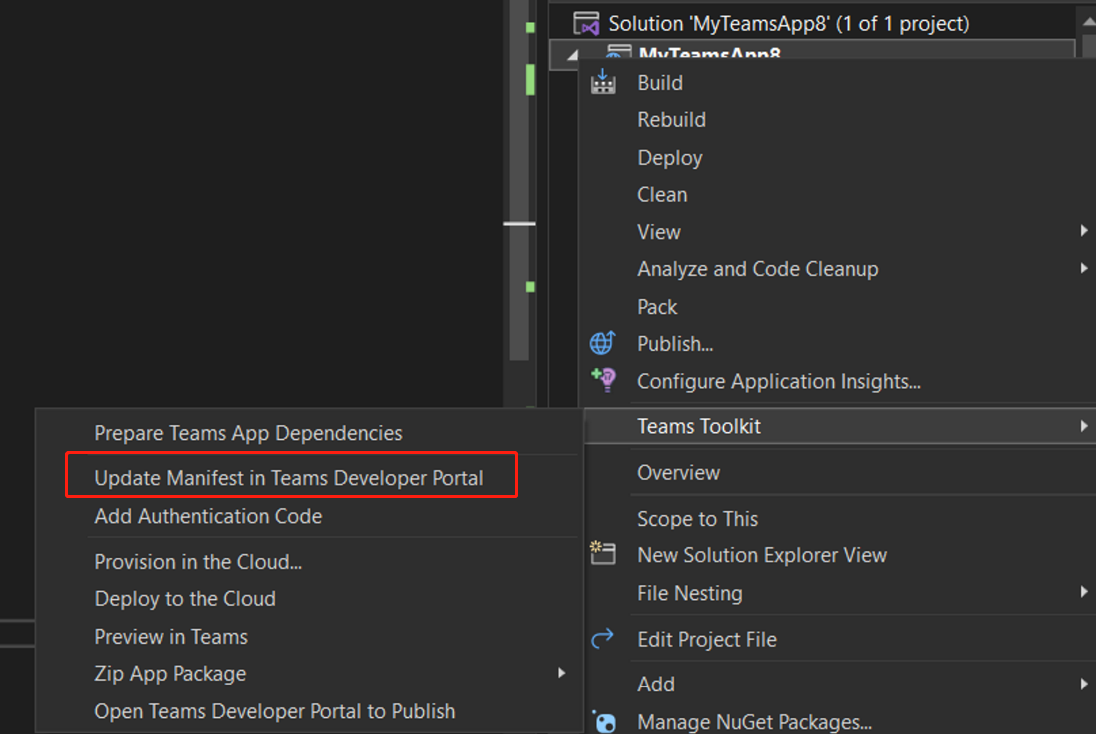 Solution 'MyTeamsApp8' (1 of 1 project)
MyTeamsApp8
Build
Rebuild
Deploy
Clean
View
Analyze and Code Cleanup
Pack
Publish...
Configure Application Insights...
Teams Toolkit
Overview
Scope to This
New Solution Explorer View
File Nesting
Edit Project File
Add
Manage NuGet Packages...
Prepare Teams App Dependencies
Update Manifest in Teams Developer Portal
Add Authentication Code
Provision in the Cloud...
Deploy to the Cloud
Preview in Teams
Zip App Package
Open Teams Developer Portal to Publish